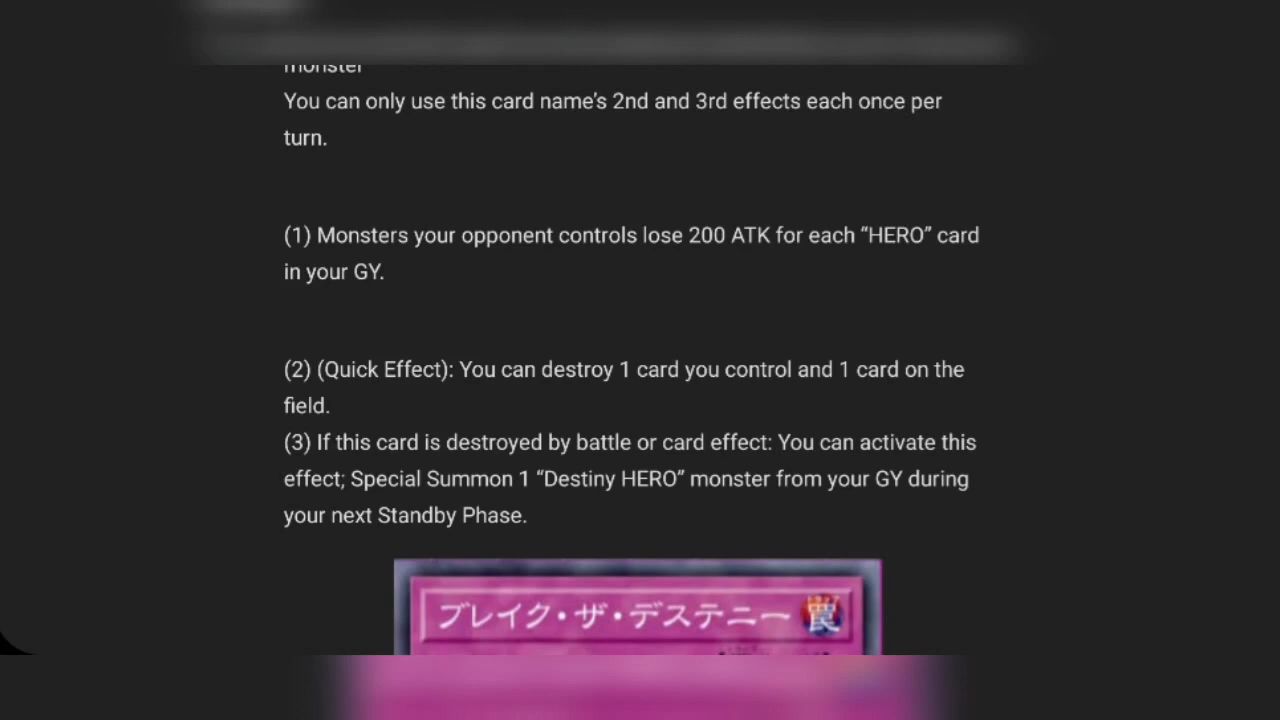 monster
You can only use this card name's 2nd and 3rd effects each once per
turn.
(1) Monsters your opponent controls lose 200 ATK for each “HERO” card
in your GY.
(2) (Quick Effect): You can destroy 1 card you control and 1 card on the
field.
(3) If this card is destroyed by battle or card effect: You can activate this
effect; Special Summon 1 “Destiny HERO” monster from your GY during
your next Standby Phase.
ブレイク・ザ・デステニー 罠